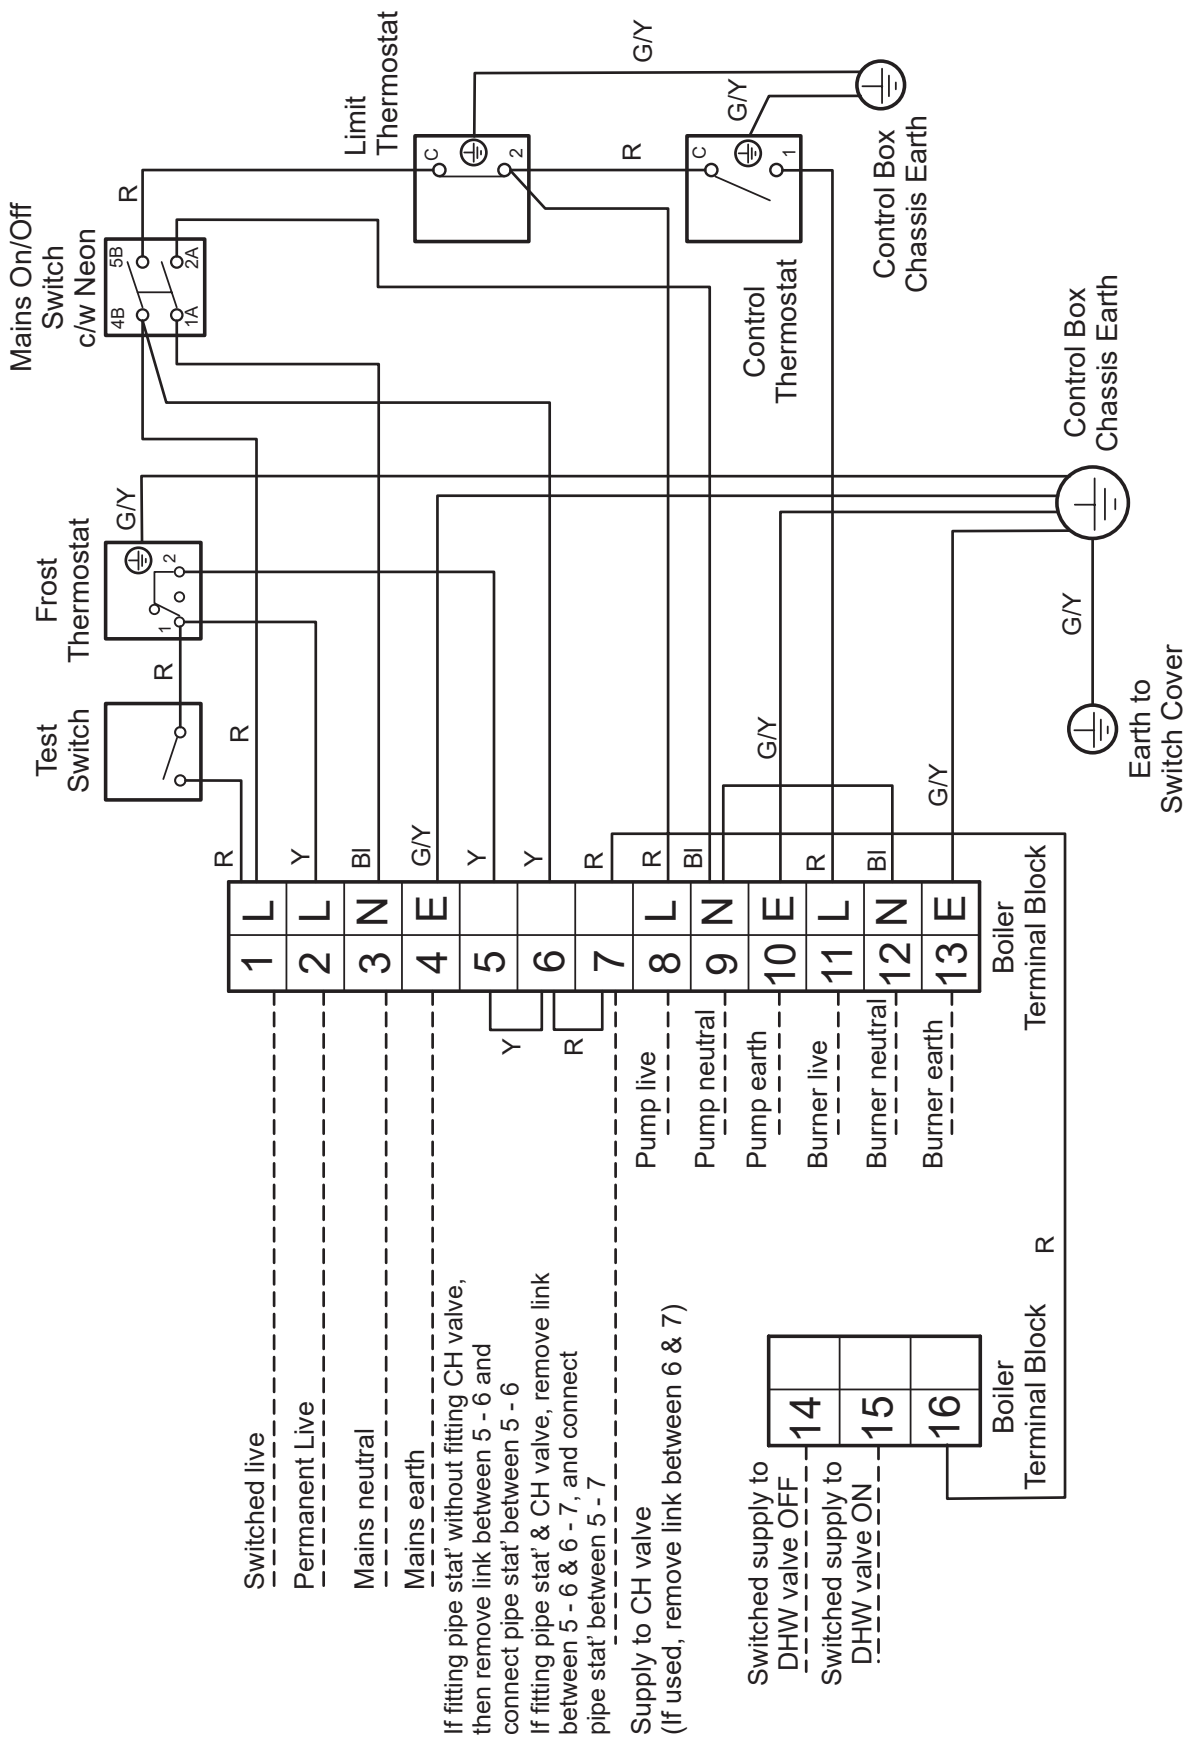 Mains On/Off
Switch
c/w Neon
4B
5B
1A
2A
R
Limit
Thermostat
C
2
G/Y
R
G/Y
C
1
Control
Thermostat
Control Box
Chassis Earth
Frost
Thermostat
G/Y
1
2
R
Test
Switch
R
R
Y
Bl
G/Y
Y
Y
R
R
Bl
G/Y
R
Bl
G/Y
Control Box
Chassis Earth
G/Y
Earth to
Switch Cover
1 L
2 L
3 N
4 E
5
6
7
8 L
9 N
10 E
11 L
12 N
13 E
Boiler
Terminal Block
Y
R
Switched live
Permanent Live
Mains neutral
Mains earth
If fitting pipe stat' without fitting CH valve,
then remove link between 5 - 6 and
connect pipe stat' between 5 - 6
If fitting pipe stat' & CH valve, remove link
between 5 - 6 & 6 - 7, and connect
pipe stat' between 5 - 7
Supply to CH valve
(If used, remove link between 6 & 7)
Pump live
Pump neutral
Pump earth
Burner live
Burner neutral
Burner earth
R
14
15
16
Boiler
Terminal Block
Switched supply to
DHW valve OFF
Switched supply to
DHW valve ON